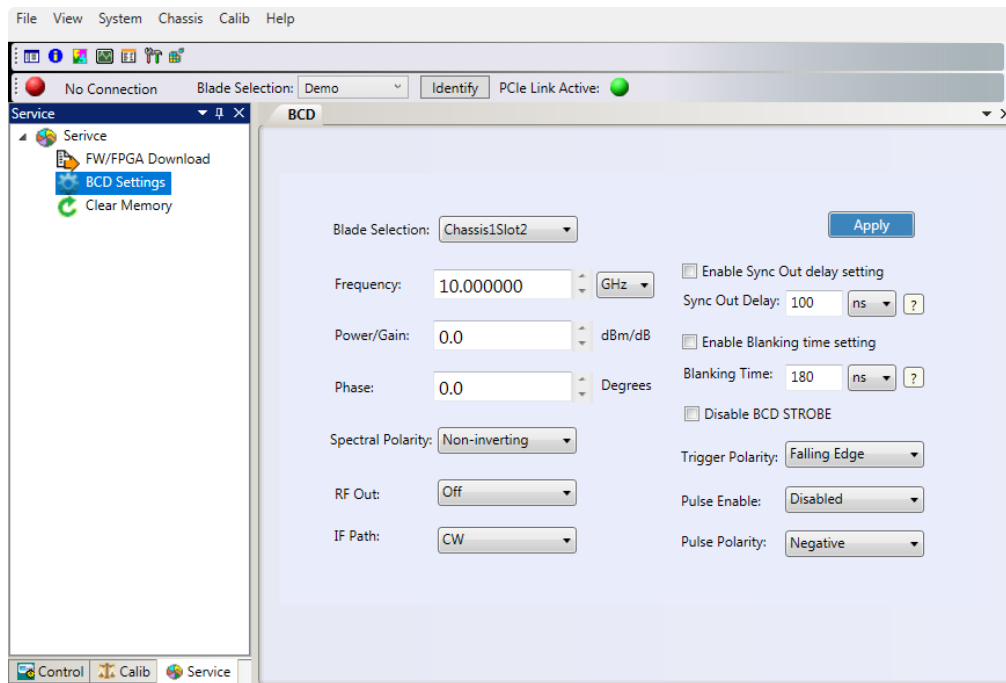 File View System Chassis Calib Help
No Connection Blade Selection: Demo Identify PCIe Link Active:
Service
BCD
Serivce
FW/FPGA Download
BCD Settings
Clear Memory
Blade Selection: Chassis1Slot2
Apply
Frequency: 10.000000 GHz
Enable Sync Out delay setting
Sync Out Delay: 100 ns ?
Power/Gain: 0.0 dBm/dB
Enable Blanking time setting
Blanking Time: 180 ns ?
Phase: 0.0 Degrees
Disable BCD STROBE
Spectral Polarity: Non-inverting
Trigger Polarity: Falling Edge
RF Out: Off
Pulse Enable: Disabled
IF Path: CW
Pulse Polarity: Negative
Control Calib Service